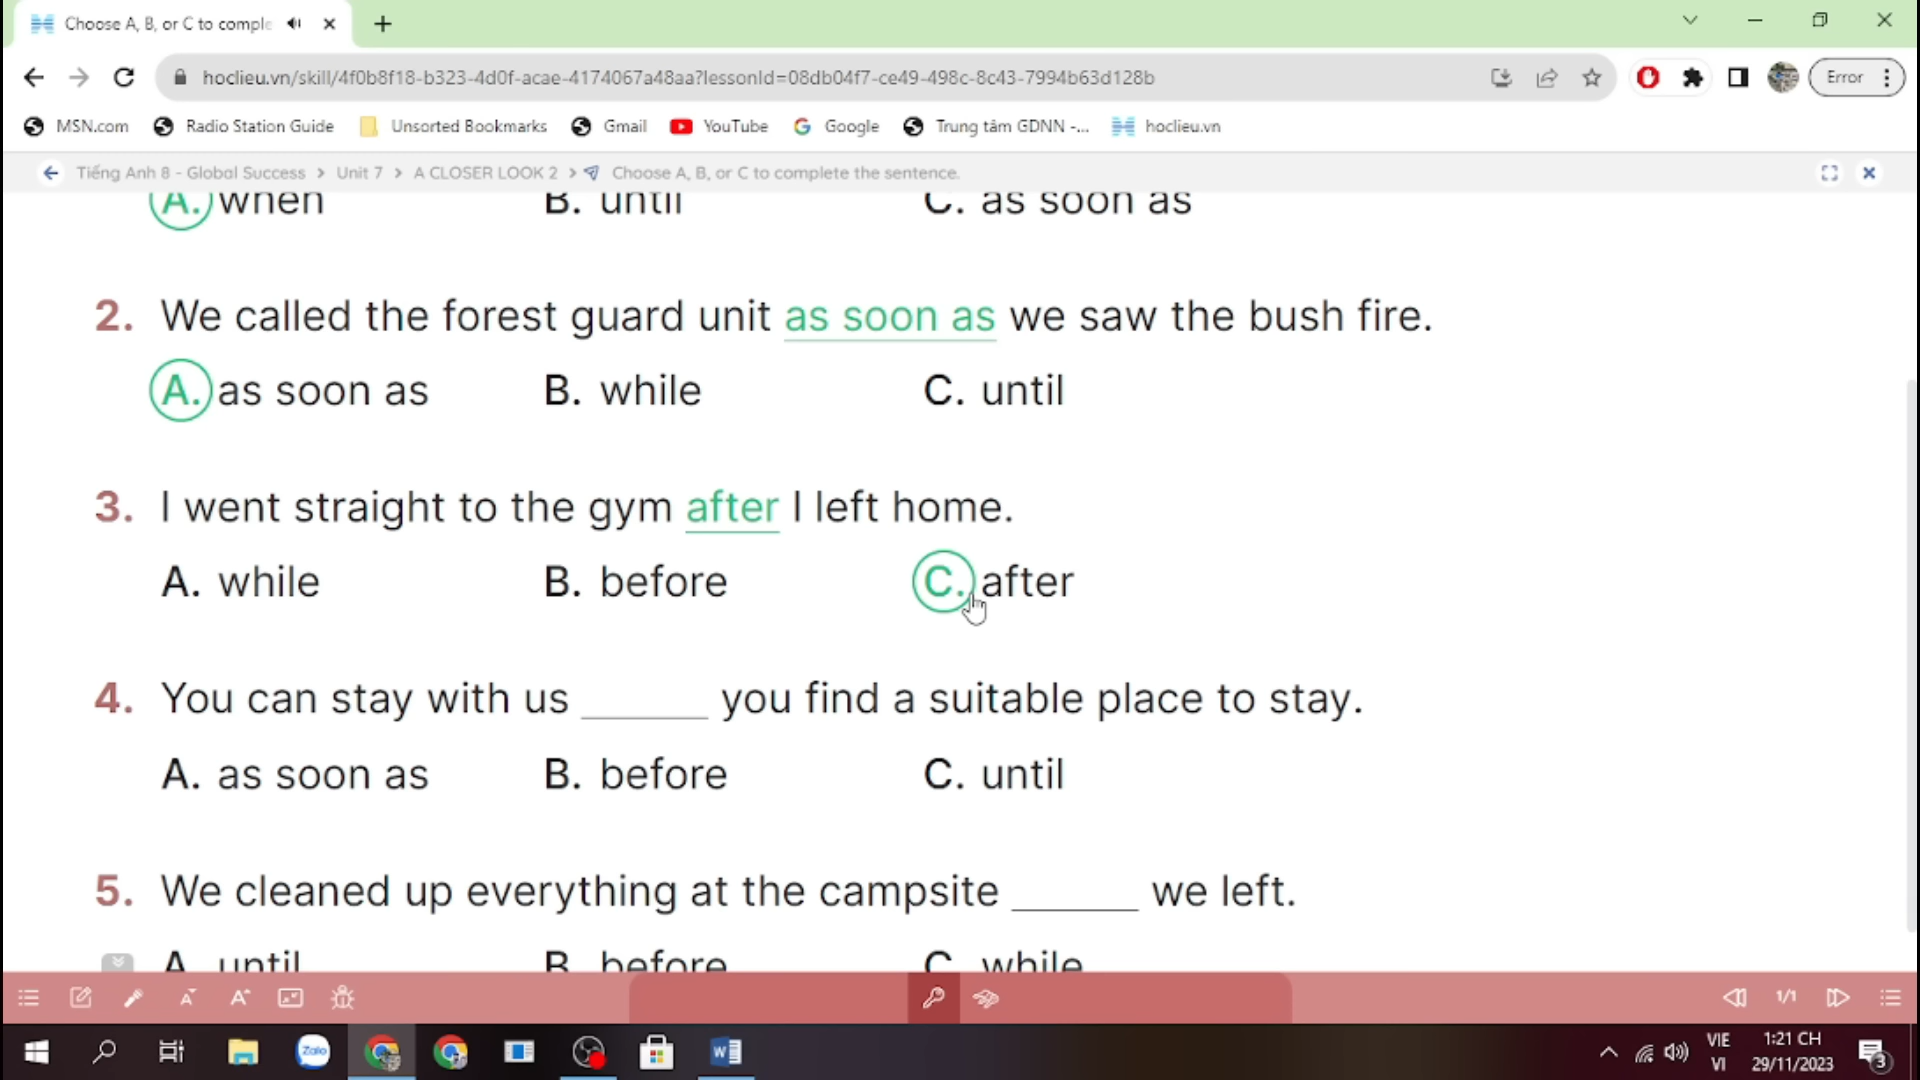 Choose A, B, or C to comple
hoclieu.vn/skill/4f0b8f18-b323-4d0f-acae-4174067a48aa?lessonId=08db04f7-ce49-498c-8c43-7994b63d128b
Error
MSN.com Radio Station Guide Unsorted Bookmarks Gmail YouTube Google Trung tâm GDNN -... hoclieu.vn
Tiếng Anh 8 - Global Success > Unit 7 > A CLOSER LOOK 2 > Choose A, B, or C to complete the sentence.
A. when B. until C. as soon as
2. We called the forest guard unit as soon as we saw the bush fire.
A. as soon as B. while C. until
3. I went straight to the gym after I left home.
A. while B. before C. after
4. You can stay with us ______ you find a suitable place to stay.
A. as soon as B. before C. until
5. We cleaned up everything at the campsite ______ we left.
A. until B. before C. while
1/1
Zalo
VIE 1:21 CH
VI 29/11/2023 3